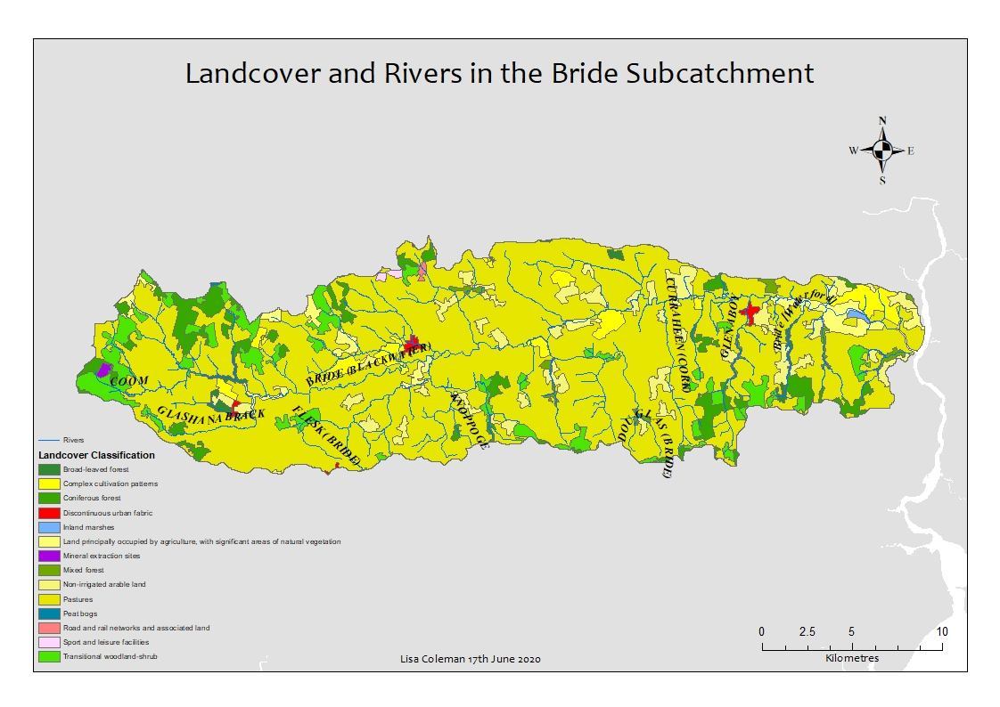 Landcover and Rivers in the Bride Subcatchment
N
W E
S
CURRAHEEN (CORK)
GLENABOY
Bride [Waterford]
BRIDE (BLACKWATER)
COOM
GLASHANABRACK
FLESK (BRIDE)
KNOPPOGE
DOUGLAS (BRIDE)
Rivers
Landcover Classification
Broad-leaved forest
Complex cultivation patterns
Coniferous forest
Discontinuous urban fabric
Inland marshes
Land principally occupied by agriculture, with significant areas of natural vegetation
Mineral extraction sites
Mixed forest
Non-irrigated arable land
Pastures
Peat bogs
Road and rail networks and associated land
Sport and leisure facilities
Transitional woodland-shrub
0 2.5 5 10
Kilometres
Lisa Coleman 17th June 2020